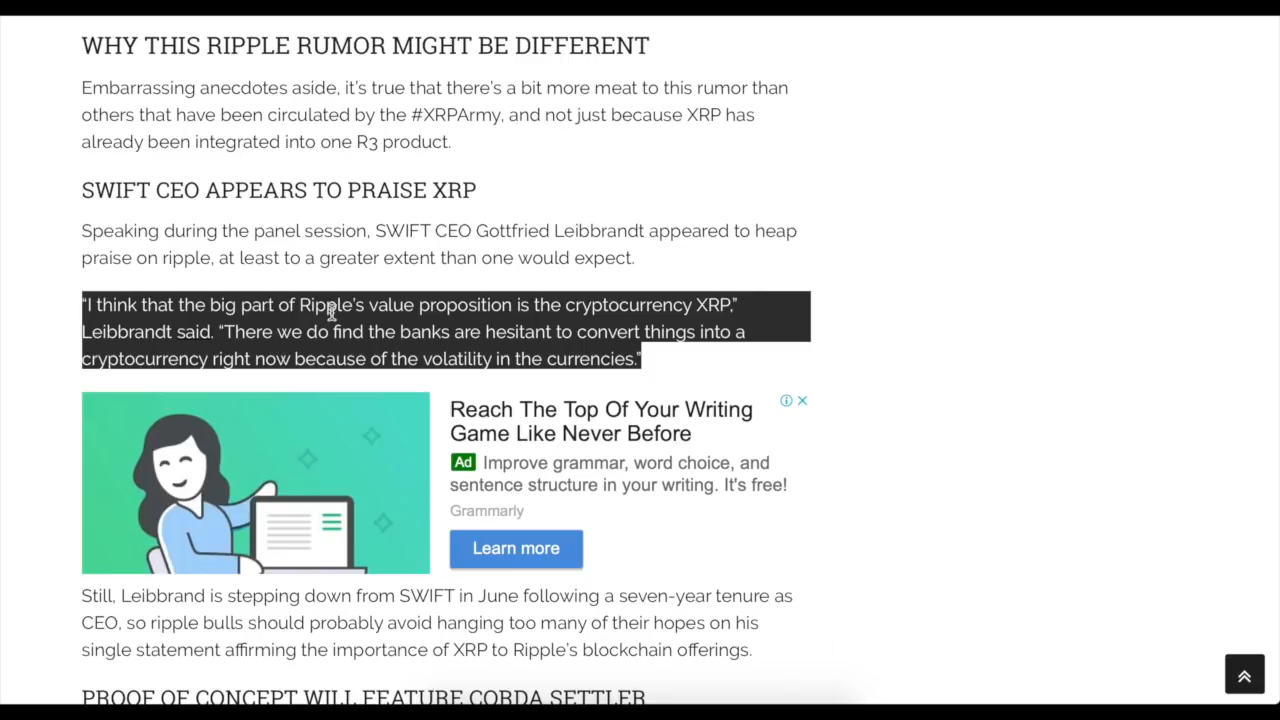 WHY THIS RIPPLE RUMOR MIGHT BE DIFFERENT
Embarrassing anecdotes aside, it's true that there's a bit more meat to this rumor than
others that have been circulated by the #XRPArmy, and not just because XRP has
already been integrated into one R3 product.
SWIFT CEO APPEARS TO PRAISE XRP
Speaking during the panel session, SWIFT CEO Gottfried Leibbrandt appeared to heap
praise on ripple, at least to a greater extent than one would expect.
“I think that the big part of Ripple's value proposition is the cryptocurrency XRP,”
Leibbrandt said. “There we do find the banks are hesitant to convert things into a
cryptocurrency right now because of the volatility in the currencies.”
Reach The Top Of Your Writing
Game Like Never Before
Ad Improve grammar, word choice, and
sentence structure in your writing. It's free!
Grammarly
Learn more
Still, Leibbrand is stepping down from SWIFT in June following a seven-year tenure as
CEO, so ripple bulls should probably avoid hanging too many of their hopes on his
single statement affirming the importance of XRP to Ripple's blockchain offerings.
PROOF OF CONCEPT WILL FEATURE CORDA SETTLER